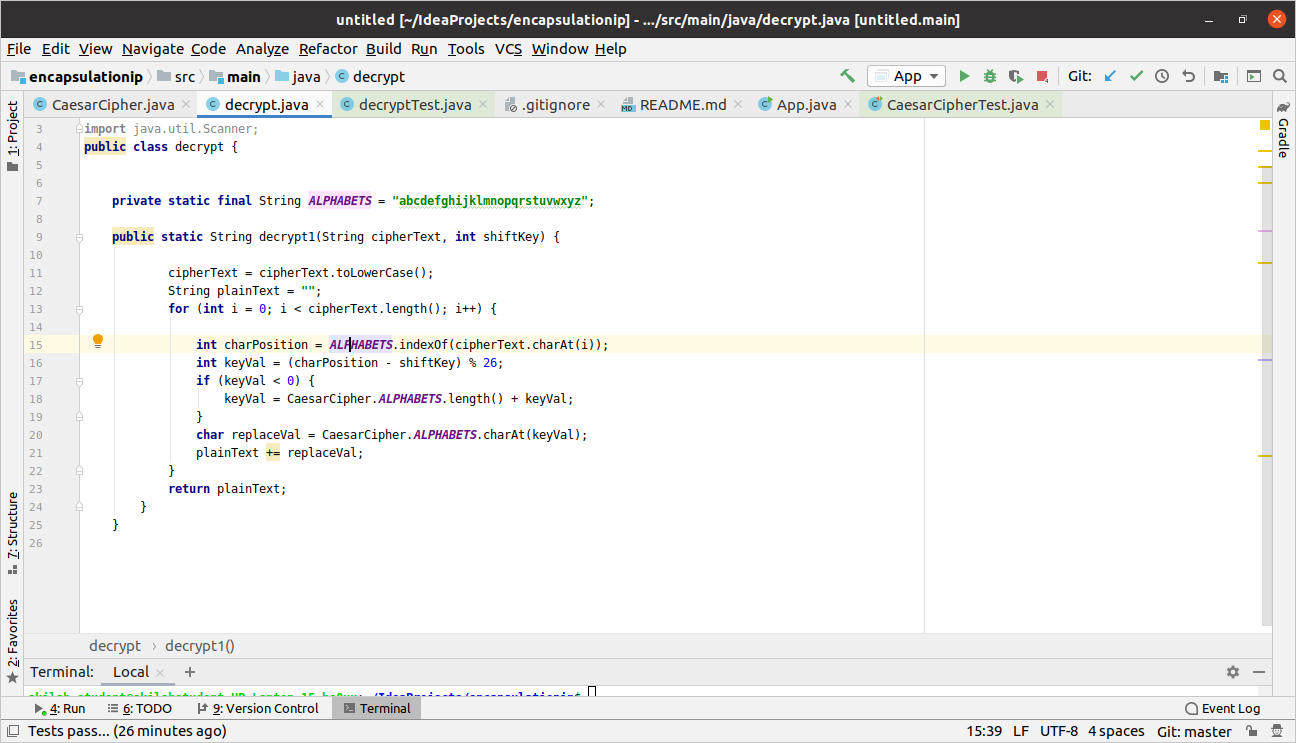 untitled [~/IdeaProjects/encapsulationip] - .../src/main/java/decrypt.java [untitled.main]
File Edit View Navigate Code Analyze Refactor Build Run Tools VCS Window Help
encapsulationip src main java decrypt App Git:
CaesarCipher.java decrypt.java decryptTest.java .gitignore README.md App.java CaesarCipherTest.java
1: Project
7: Structure
2: Favorites
Gradle
3 import java.util.Scanner;
4 public class decrypt {
5
6
7 private static final String ALPHABETS = "abcdefghijklmnopqrstuvwxyz";
8
9 public static String decrypt1(String cipherText, int shiftKey) {
10
11 cipherText = cipherText.toLowerCase();
12 String plainText = "";
13 for (int i = 0; i < cipherText.length(); i++) {
14
15 int charPosition = ALPHABETS.indexOf(cipherText.charAt(i));
16 int keyVal = (charPosition - shiftKey) % 26;
17 if (keyVal < 0) {
18 keyVal = CaesarCipher.ALPHABETS.length() + keyVal;
19 }
20 char replaceVal = CaesarCipher.ALPHABETS.charAt(keyVal);
21 plainText += replaceVal;
22 }
23 return plainText;
24 }
25 }
26
decrypt › decrypt1()
Terminal: Local +
4: Run 6: TODO 9: Version Control Terminal Event Log
Tests pass... (26 minutes ago) 15:39 LF UTF-8 4 spaces Git: master